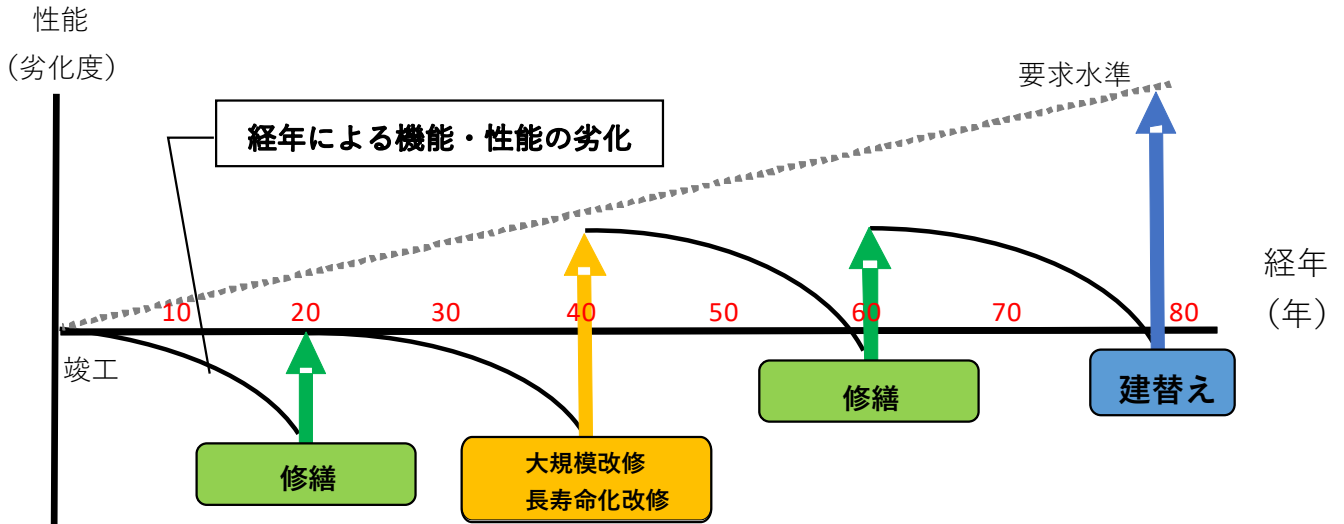 性能
（劣化度）
要求水準
経年による機能・性能の劣化
経年
（年）
10
20
30
40
50
60
70
80
竣工
修繕
大規模改修
長寿命化改修
修繕
建替え